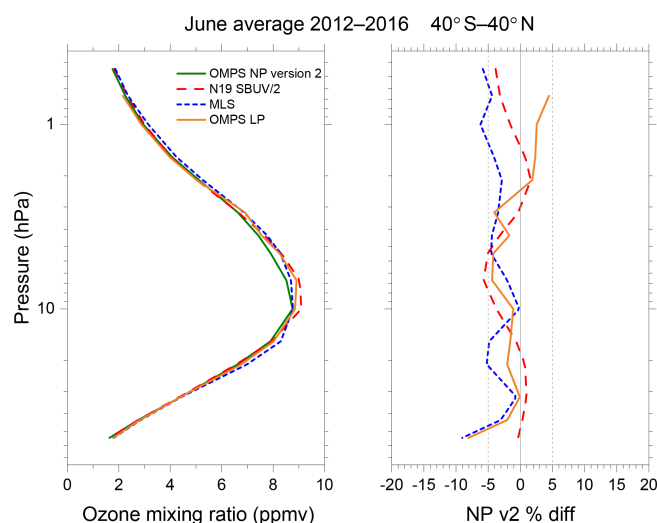 June average 2012–2016 40°S–40°N
OMPS NP version 2
N19 SBUV/2
MLS
OMPS LP
Pressure (hPa)
1
10
0 2 4 6 8 10
Ozone mixing ratio (ppmv)
-20 -15 -10 -5 0 5 10 15 20
NP v2 % diff